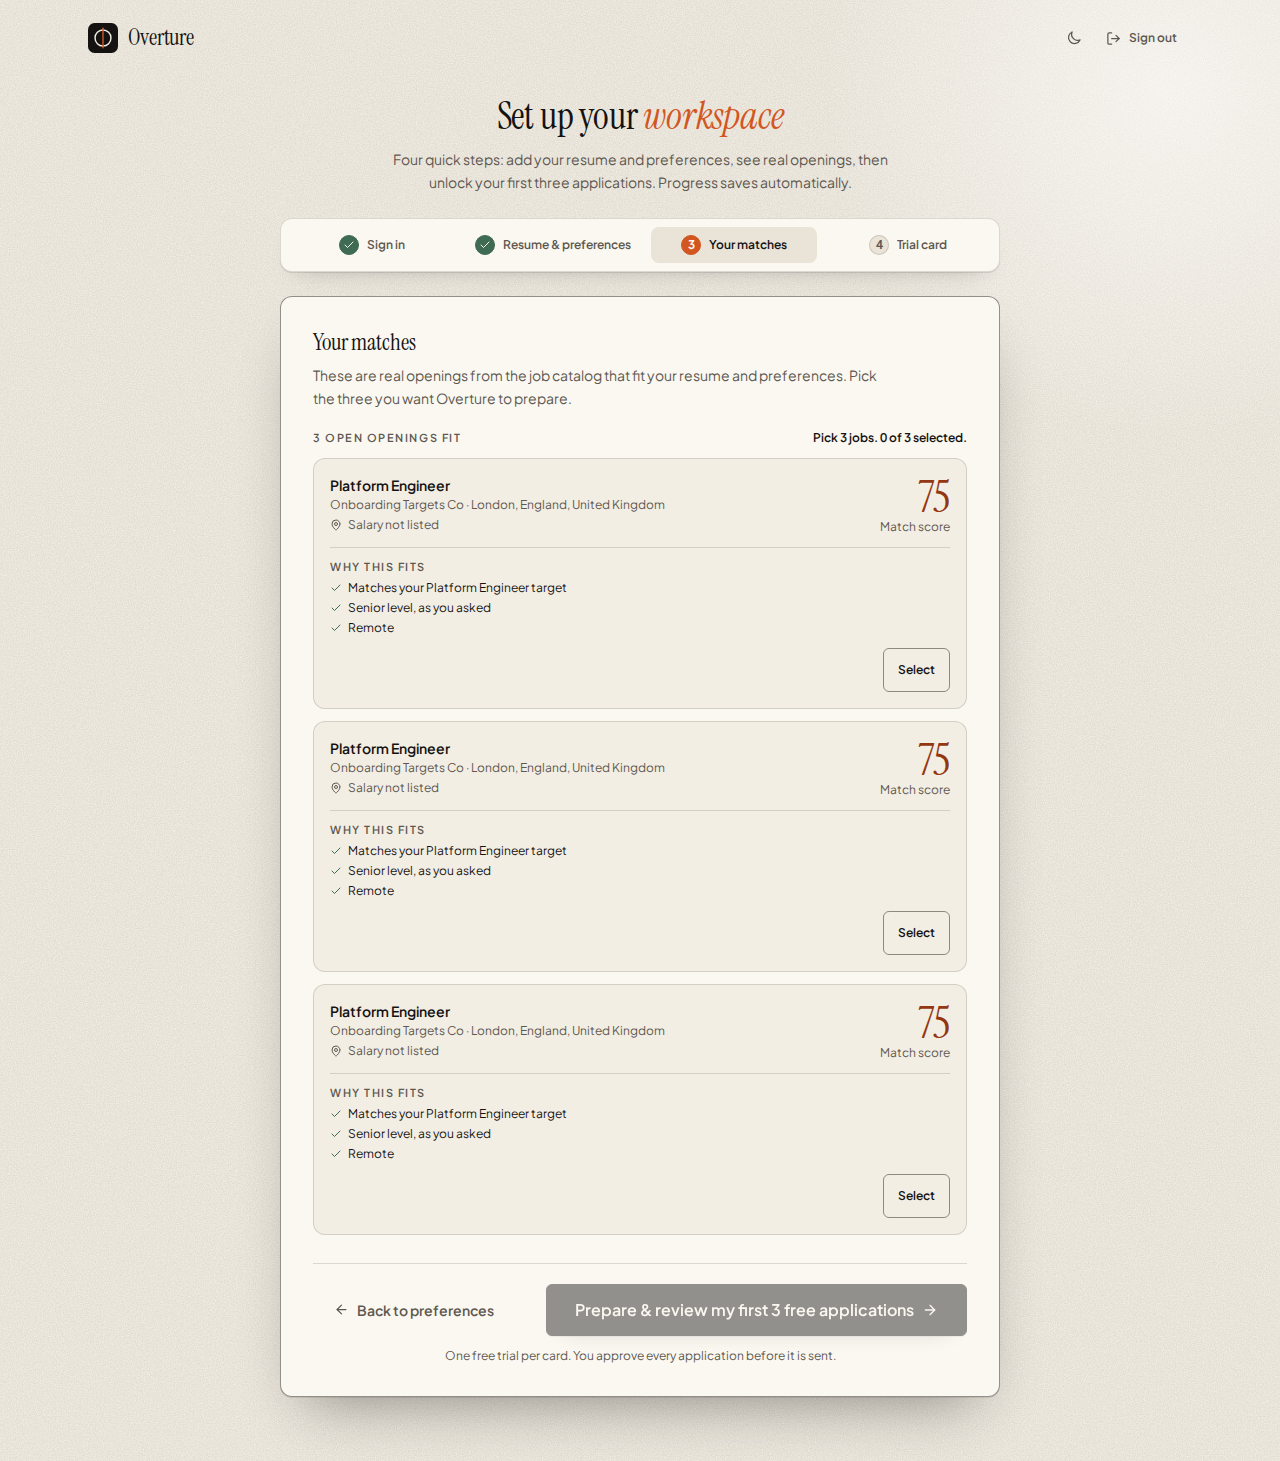 Overture
Sign out
Set up your workspace
Four quick steps: add your resume and preferences, see real openings, then
unlock your first three applications. Progress saves automatically.
Sign in
Resume & preferences
3 Your matches
4 Trial card
Your matches
These are real openings from the job catalog that fit your resume and preferences. Pick
the three you want Overture to prepare.
3 OPEN OPENINGS FIT
Pick 3 jobs. 0 of 3 selected.
Platform Engineer
75
Onboarding Targets Co · London, England, United Kingdom
Salary not listed
Match score
WHY THIS FITS
Matches your Platform Engineer target
Senior level, as you asked
Remote
Select
Platform Engineer
75
Onboarding Targets Co · London, England, United Kingdom
Salary not listed
Match score
WHY THIS FITS
Matches your Platform Engineer target
Senior level, as you asked
Remote
Select
Platform Engineer
75
Onboarding Targets Co · London, England, United Kingdom
Salary not listed
Match score
WHY THIS FITS
Matches your Platform Engineer target
Senior level, as you asked
Remote
Select
Back to preferences
Prepare & review my first 3 free applications
One free trial per card. You approve every application before it is sent.